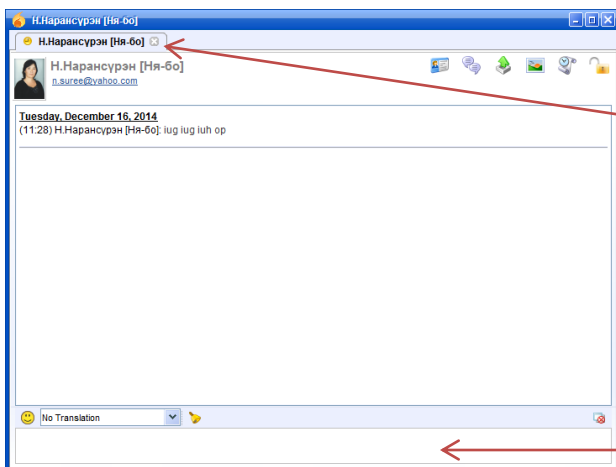 Н.Нарансүрэн [Ня-бо]
Н.Нарансүрэн [Ня-бо]
Н.Нарансүрэн [Ня-бо]
n.suree@yahoo.com
Tuesday, December 16, 2014
(11:28) Н.Нарансүрэн [Ня-бо]: iug iug iuh op
No Translation